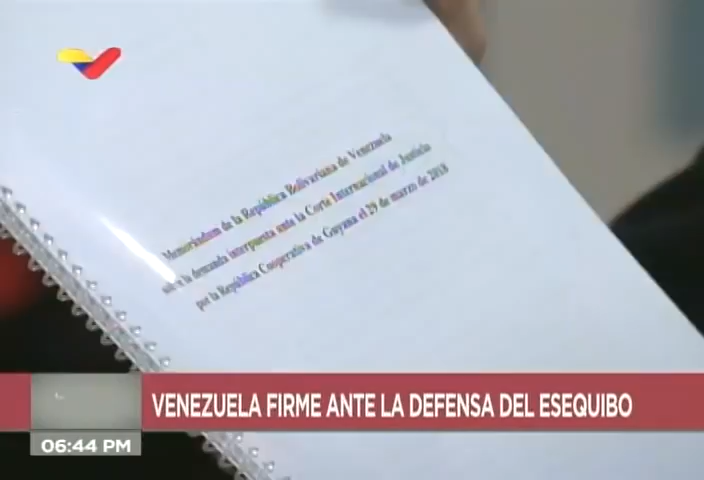 Memorándum de la República Bolivariana de Venezuela
sobre la demanda interpuesta ante la Corte Internacional de Justicia
por la República Cooperativa de Guyana el 29 de marzo de 2018
VENEZUELA FIRME ANTE LA DEFENSA DEL ESEQUIBO
06:44 PM